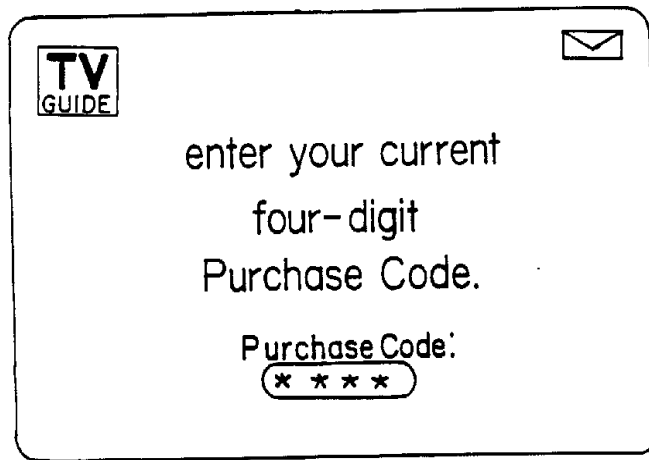 TV
GUIDE
enter your current
four-digit
Purchase Code.
Purchase Code:
* * * *